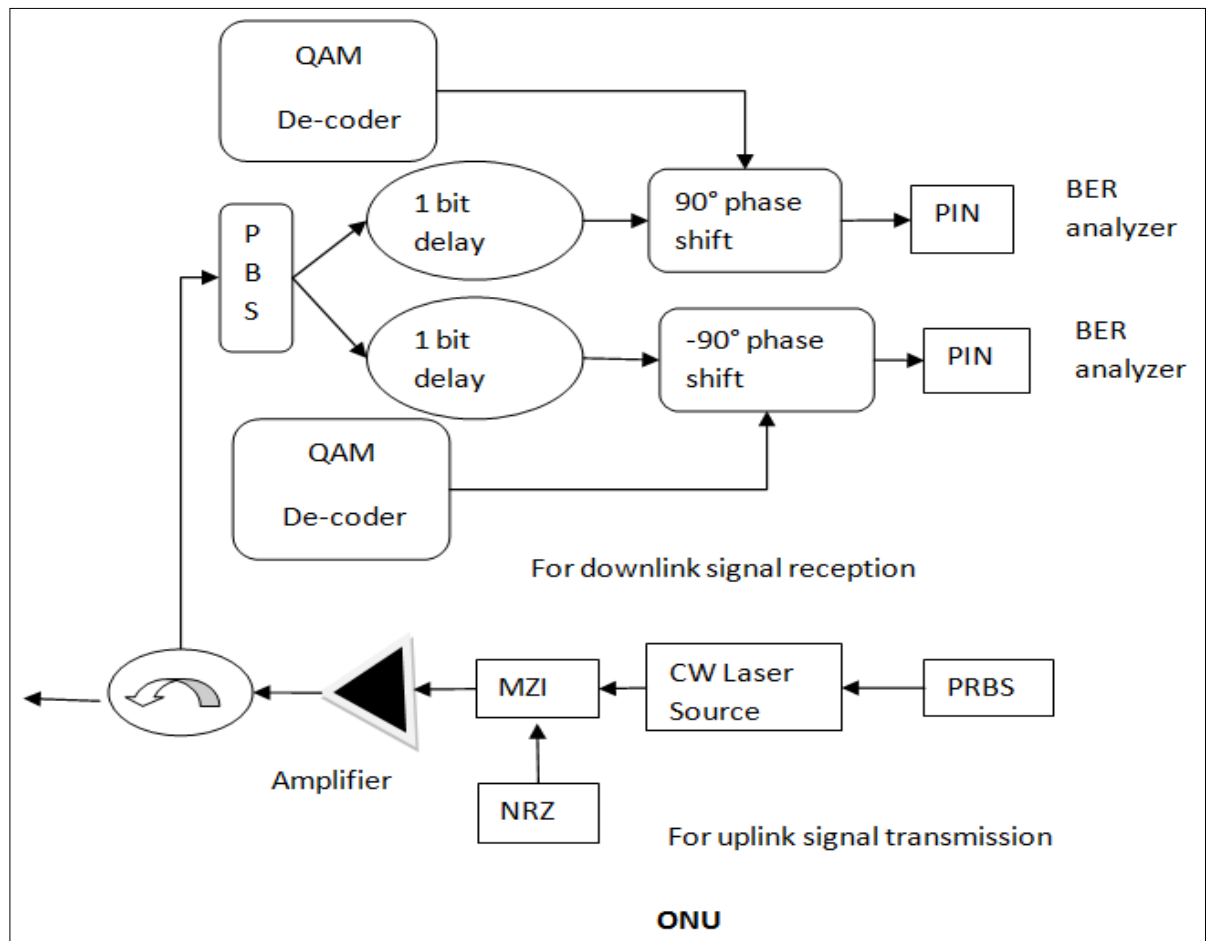 QAM
De-coder
1 bit
delay
90° phase
shift
PIN
BER
analyzer
P
B
S
1 bit
delay
-90° phase
shift
PIN
BER
analyzer
QAM
De-coder
For downlink signal reception
MZI
CW Laser
Source
PRBS
Amplifier
NRZ
For uplink signal transmission
ONU